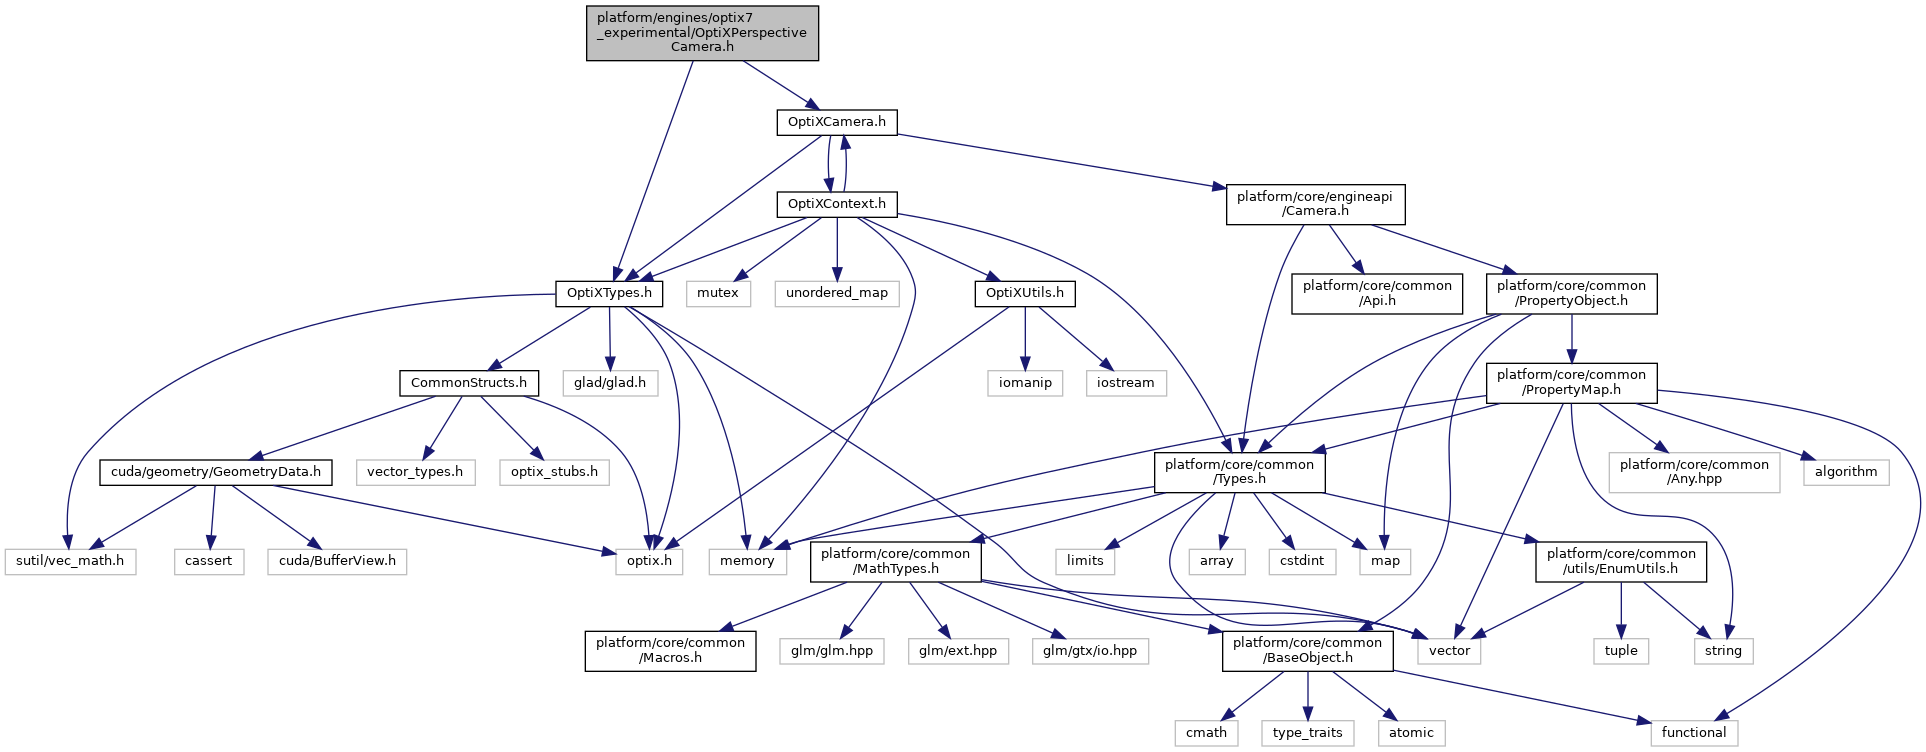 platform/engines/optix7
_experimental/OptiXPerspective
Camera.h
OptiXCamera.h
platform/core/engineapi
/Camera.h
OptiXContext.h
OptiXTypes.h
mutex
unordered_map
OptiXUtils.h
platform/core/common
/Api.h
platform/core/common
/PropertyObject.h
CommonStructs.h
glad/glad.h
iomanip
iostream
platform/core/common
/PropertyMap.h
cuda/geometry/GeometryData.h
vector_types.h
optix_stubs.h
platform/core/common
/Types.h
platform/core/common
/Any.hpp
algorithm
sutil/vec_math.h
cassert
cuda/BufferView.h
optix.h
memory
platform/core/common
/MathTypes.h
limits
array
cstdint
map
platform/core/common
/utils/EnumUtils.h
platform/core/common
/Macros.h
glm/glm.hpp
glm/ext.hpp
glm/gtx/io.hpp
platform/core/common
/BaseObject.h
vector
tuple
string
cmath
type_traits
atomic
functional